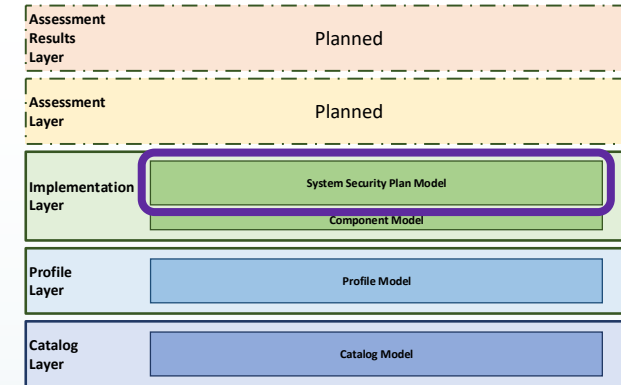 Assessment
Results
Layer
Planned
Assessment
Layer
Planned
Implementation
Layer
System Security Plan Model
Component Model
Profile
Layer
Profile Model
Catalog
Layer
Catalog Model